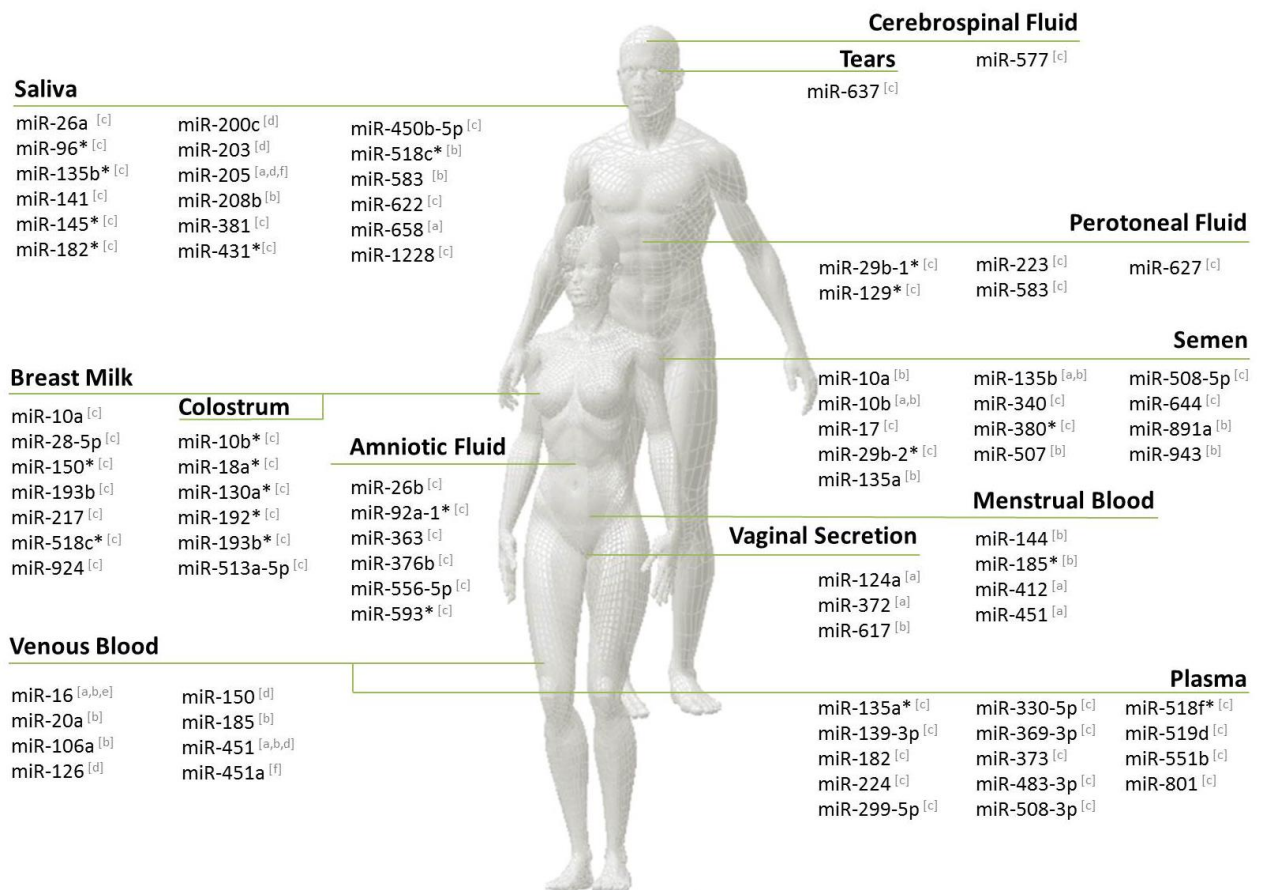 Cerebrospinal Fluid
miR-577 [c]
Tears
miR-637 [c]
Saliva
miR-26a [c]
miR-96* [c]
miR-135b* [c]
miR-141 [c]
miR-145* [c]
miR-182* [c]
miR-200c [d]
miR-203 [d]
miR-205 [a,d,f]
miR-208b [b]
miR-381 [c]
miR-431* [c]
miR-450b-5p [c]
miR-518c* [b]
miR-583 [b]
miR-622 [c]
miR-658 [a]
miR-1228 [c]
Perotoneal Fluid
miR-29b-1* [c]
miR-129* [c]
miR-223 [c]
miR-583 [c]
miR-627 [c]
Semen
miR-10a [b]
miR-10b [a,b]
miR-17 [c]
miR-29b-2* [c]
miR-135a [b]
miR-135b [a,b]
miR-340 [c]
miR-380* [c]
miR-507 [b]
miR-508-5p [c]
miR-644 [c]
miR-891a [b]
miR-943 [b]
Breast Milk
miR-10a [c]
miR-28-5p [c]
miR-150* [c]
miR-193b [c]
miR-217 [c]
miR-518c* [c]
miR-924 [c]
Colostrum
miR-10b* [c]
miR-18a* [c]
miR-130a* [c]
miR-192* [c]
miR-193b* [c]
miR-513a-5p [c]
Amniotic Fluid
miR-26b [c]
miR-92a-1* [c]
miR-363 [c]
miR-376b [c]
miR-556-5p [c]
miR-593* [c]
Menstrual Blood
miR-144 [b]
miR-185* [b]
miR-412 [a]
miR-451 [a]
Vaginal Secretion
miR-124a [a]
miR-372 [a]
miR-617 [b]
Venous Blood
miR-16 [a,b,e]
miR-20a [b]
miR-106a [b]
miR-126 [d]
miR-150 [d]
miR-185 [b]
miR-451 [a,b,d]
miR-451a [f]
Plasma
miR-135a* [c]
miR-139-3p [c]
miR-182 [c]
miR-224 [c]
miR-299-5p [c]
miR-330-5p [c]
miR-369-3p [c]
miR-373 [c]
miR-483-3p [c]
miR-508-3p [c]
miR-518f* [c]
miR-519d [c]
miR-551b [c]
miR-801 [c]